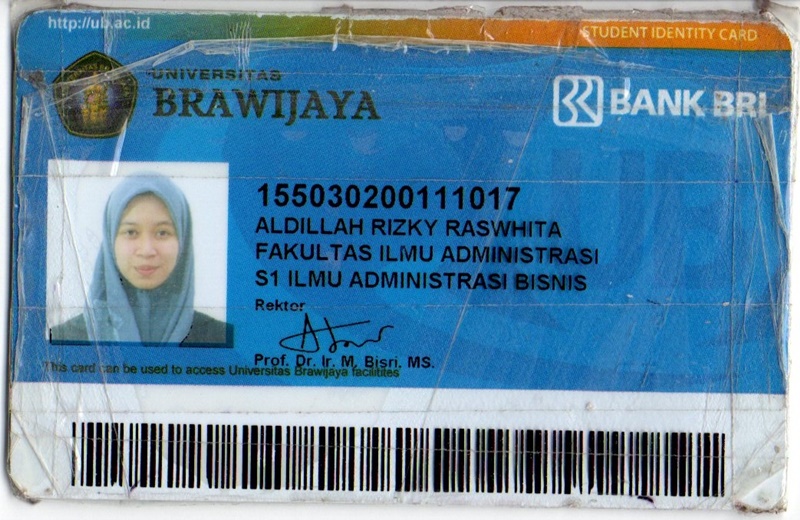 http://ub.ac.id
STUDENT IDENTITY CARD
UNIVERSITAS
BRAWIJAYA
BANK BRI
155030200111017
ALDILLAH RIZKY RASWHITA
FAKULTAS ILMU ADMINISTRASI
S1 ILMU ADMINISTRASI BISNIS
Rektor
Prof. Dr. Ir. M. Bisri, MS.
This card can be used to access Universitas Brawijaya facilitites